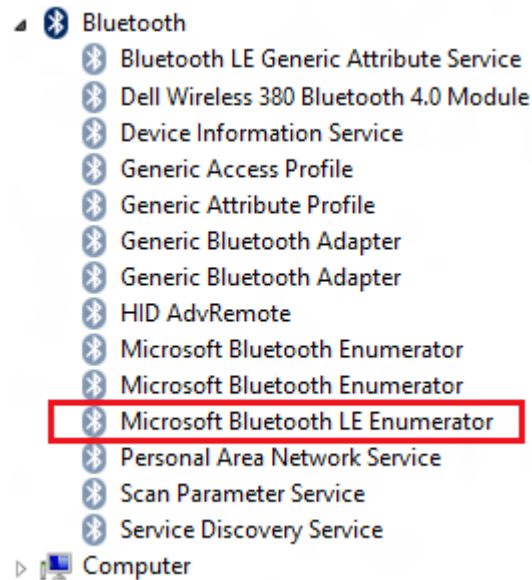 Bluetooth
Bluetooth LE Generic Attribute Service
Dell Wireless 380 Bluetooth 4.0 Module
Device Information Service
Generic Access Profile
Generic Attribute Profile
Generic Bluetooth Adapter
Generic Bluetooth Adapter
HID AdvRemote
Microsoft Bluetooth Enumerator
Microsoft Bluetooth Enumerator
Microsoft Bluetooth LE Enumerator
Personal Area Network Service
Scan Parameter Service
Service Discovery Service
Computer